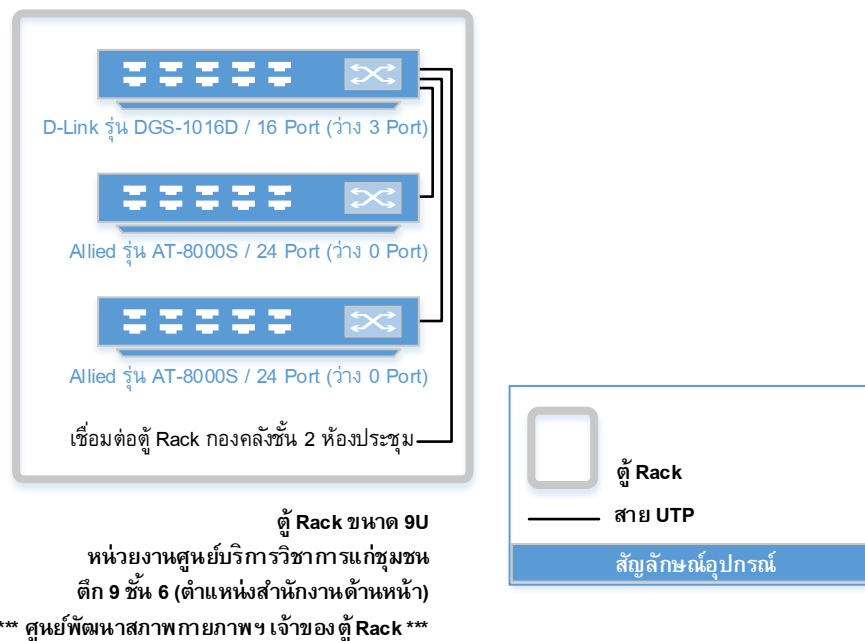 D-Link รุ่น DGS-1016D / 16 Port (ว่าง 3 Port)
Allied รุ่น AT-8000S / 24 Port (ว่าง 0 Port)
Allied รุ่น AT-8000S / 24 Port (ว่าง 0 Port)
เชื่อมต่อตู้ Rack กองคลังชั้น 2 ห้องประชุม
ตู้ Rack ขนาด 9U
หน่วยงานศูนย์บริการวิชาการแก่ชุมชน
ตึก 9 ชั้น 6 (ตำแหน่งสำนักงานด้านหน้า)
*** ศูนย์พัฒนาสภาพกายภาพฯ เจ้าของตู้ Rack ***
ตู้ Rack
สาย UTP
สัญลักษณ์อุปกรณ์